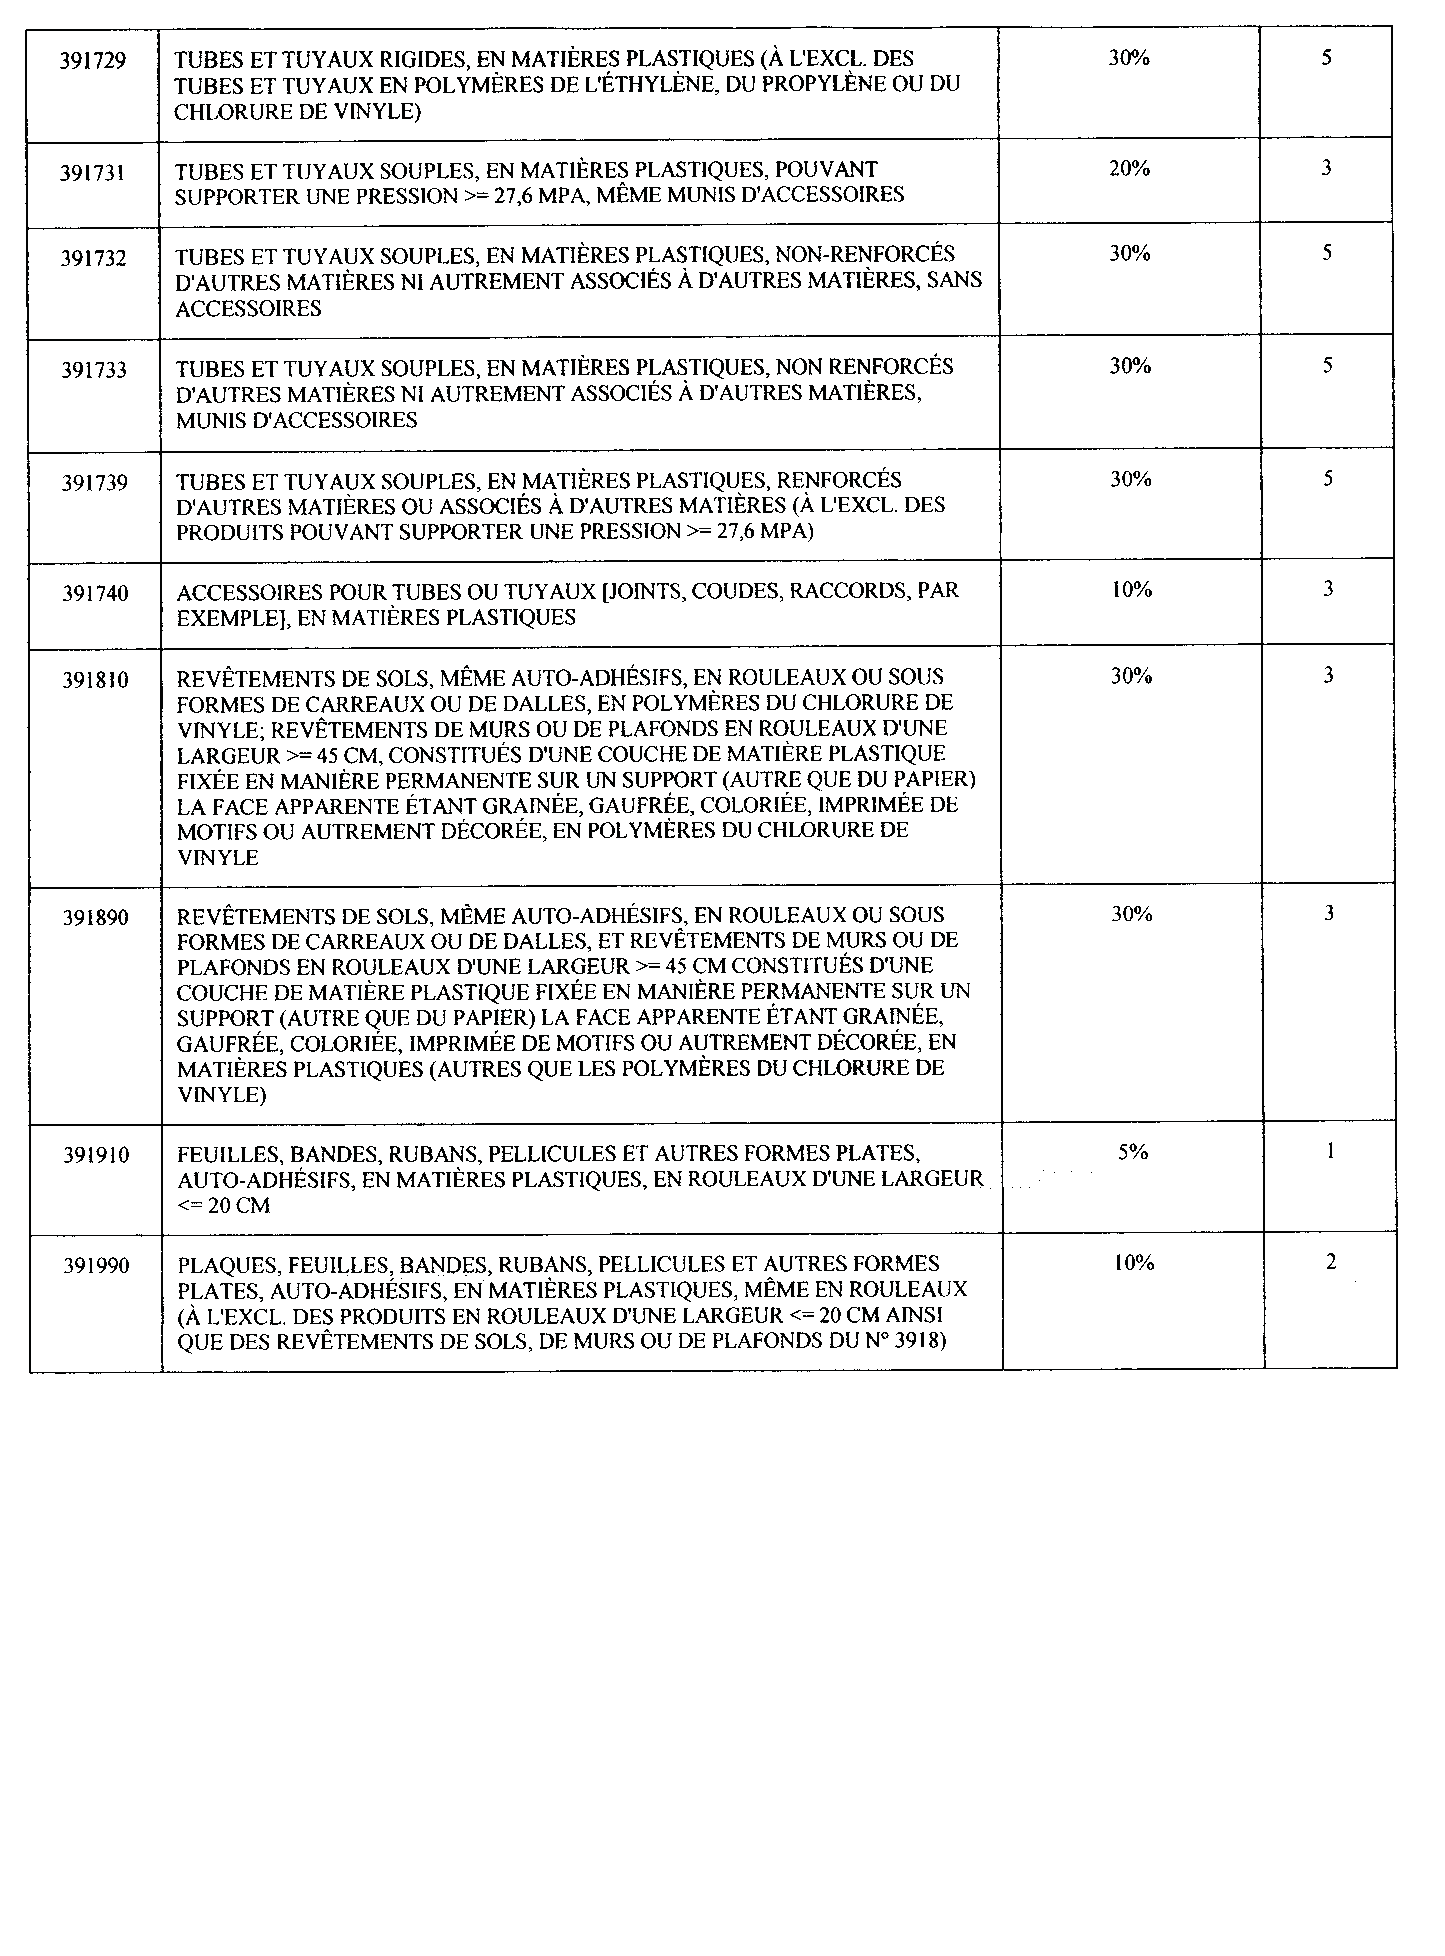 391729 TUBES ET TUYAUX RIGIDES, EN MATIÈRES PLASTIQUES (À L'EXCL. DES 30% 5
TUBES ET TUYAUX EN POLYMÈRES DE L'ÉTHYLÈNE, DU PROPYLÈNE OU DU
CHLORURE DE VINYLE)
391731 TUBES ET TUYAUX SOUPLES, EN MATIÈRES PLASTIQUES, POUVANT 20% 3
SUPPORTER UNE PRESSION >= 27,6 MPA, MÊME MUNIS D'ACCESSOIRES
391732 TUBES ET TUYAUX SOUPLES, EN MATIÈRES PLASTIQUES, NON-RENFORCÉS 30% 5
D'AUTRES MATIÈRES NI AUTREMENT ASSOCIÉS À D'AUTRES MATIÈRES, SANS
ACCESSOIRES
391733 TUBES ET TUYAUX SOUPLES, EN MATIÈRES PLASTIQUES, NON RENFORCÉS 30% 5
D'AUTRES MATIÈRES NI AUTREMENT ASSOCIÉS À D'AUTRES MATIÈRES,
MUNIS D'ACCESSOIRES
391739 TUBES ET TUYAUX SOUPLES, EN MATIÈRES PLASTIQUES, RENFORCÉS 30% 5
D'AUTRES MATIÈRES OU ASSOCIÉS À D'AUTRES MATIÈRES (À L'EXCL. DES
PRODUITS POUVANT SUPPORTER UNE PRESSION >= 27,6 MPA)
391740 ACCESSOIRES POUR TUBES OU TUYAUX [JOINTS, COUDES, RACCORDS, PAR 10% 3
EXEMPLE], EN MATIÈRES PLASTIQUES
391810 REVÊTEMENTS DE SOLS, MÊME AUTO-ADHÉSIFS, EN ROULEAUX OU SOUS 30% 3
FORMES DE CARREAUX OU DE DALLES, EN POLYMÈRES DU CHLORURE DE
VINYLE; REVÊTEMENTS DE MURS OU DE PLAFONDS EN ROULEAUX D'UNE
LARGEUR >= 45 CM, CONSTITUÉS D'UNE COUCHE DE MATIÈRE PLASTIQUE
FIXÉE EN MANIÈRE PERMANENTE SUR UN SUPPORT (AUTRE QUE DU PAPIER)
LA FACE APPARENTE ÉTANT GRAINÉE, GAUFRÉE, COLORIÉE, IMPRIMÉE DE
MOTIFS OU AUTREMENT DÉCORÉE, EN POLYMÈRES DU CHLORURE DE
VINYLE
391890 REVÊTEMENTS DE SOLS, MÊME AUTO-ADHÉSIFS, EN ROULEAUX OU SOUS 30% 3
FORMES DE CARREAUX OU DE DALLES, ET REVÊTEMENTS DE MURS OU DE
PLAFONDS EN ROULEAUX D'UNE LARGEUR >= 45 CM CONSTITUÉS D'UNE
COUCHE DE MATIÈRE PLASTIQUE FIXÉE EN MANIÈRE PERMANENTE SUR UN
SUPPORT (AUTRE QUE DU PAPIER) LA FACE APPARENTE ÉTANT GRAINÉE,
GAUFRÉE, COLORIÉE, IMPRIMÉE DE MOTIFS OU AUTREMENT DÉCORÉE, EN
MATIÈRES PLASTIQUES (AUTRES QUE LES POLYMÈRES DU CHLORURE DE
VINYLE)
391910 FEUILLES, BANDES, RUBANS, PELLICULES ET AUTRES FORMES PLATES, 5% 1
AUTO-ADHÉSIFS, EN MATIÈRES PLASTIQUES, EN ROULEAUX D'UNE LARGEUR
<= 20 CM
391990 PLAQUES, FEUILLES, BANDES, RUBANS, PELLICULES ET AUTRES FORMES 10% 2
PLATES, AUTO-ADHÉSIFS, EN MATIÈRES PLASTIQUES, MÊME EN ROULEAUX
(À L'EXCL. DES PRODUITS EN ROULEAUX D'UNE LARGEUR <= 20 CM AINSI
QUE DES REVÊTEMENTS DE SOLS, DE MURS OU DE PLAFONDS DU N° 3918)